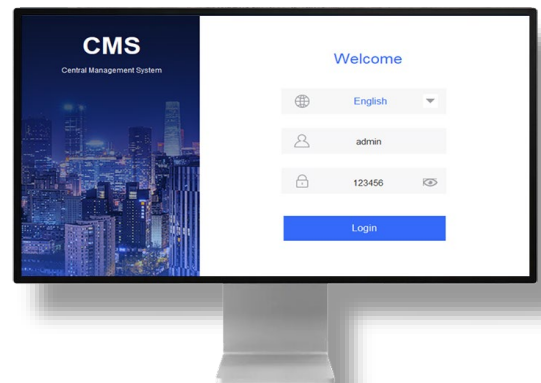 CMS
Central Management System
Welcome
English
admin
123456
Login